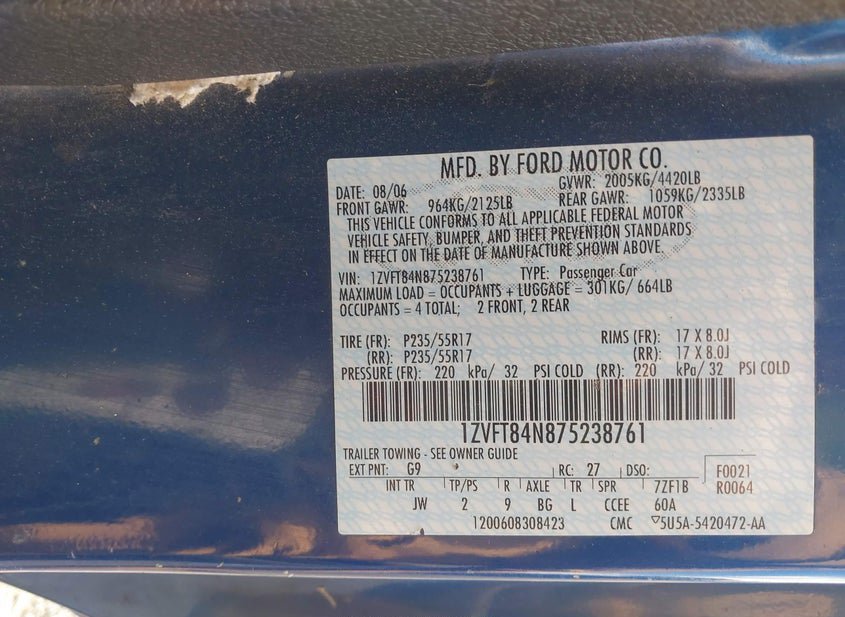 MFD. BY FORD MOTOR CO.
DATE: 08/06 GVWR: 2005KG/4420LB
FRONT GAWR: 964KG/2125LB REAR GAWR: 1059KG/2335LB
THIS VEHICLE CONFORMS TO ALL APPLICABLE FEDERAL MOTOR
VEHICLE SAFETY, BUMPER, AND THEFT PREVENTION STANDARDS
IN EFFECT ON THE DATE OF MANUFACTURE SHOWN ABOVE.
VIN: 1ZVFT84N875238761 TYPE: Passenger Car
MAXIMUM LOAD = OCCUPANTS + LUGGAGE = 301KG/ 664LB
OCCUPANTS = 4 TOTAL; 2 FRONT, 2 REAR
TIRE (FR): P235/55R17 RIMS (FR): 17 X 8.0J
(RR): P235/55R17 (RR): 17 X 8.0J
PRESSURE (FR): 220 kPa/ 32 PSI COLD (RR): 220 kPa/ 32 PSI COLD
1ZVFT84N875238761
TRAILER TOWING - SEE OWNER GUIDE
EXT PNT: G9 RC: 27 DSO: F0021
INT TR TP/PS R AXLE TR SPR 7ZF1B R0064
JW 2 9 BG L CCEE 60A
1200608308423 CMC ▽5U5A-5420472-AA